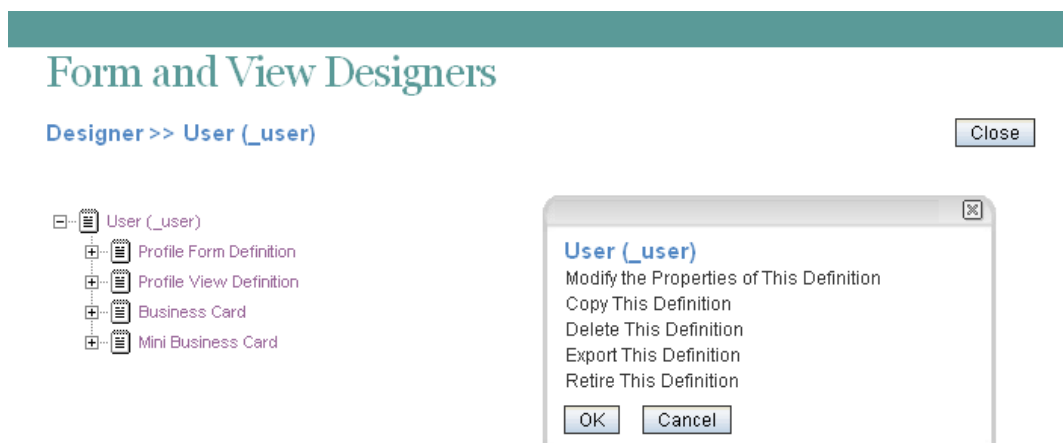 Form and View Designers
Designer >> User (_user)
Close
User (_user)
Profile Form Definition
Profile View Definition
Business Card
Mini Business Card
User (_user)
Modify the Properties of This Definition
Copy This Definition
Delete This Definition
Export This Definition
Retire This Definition
OK
Cancel